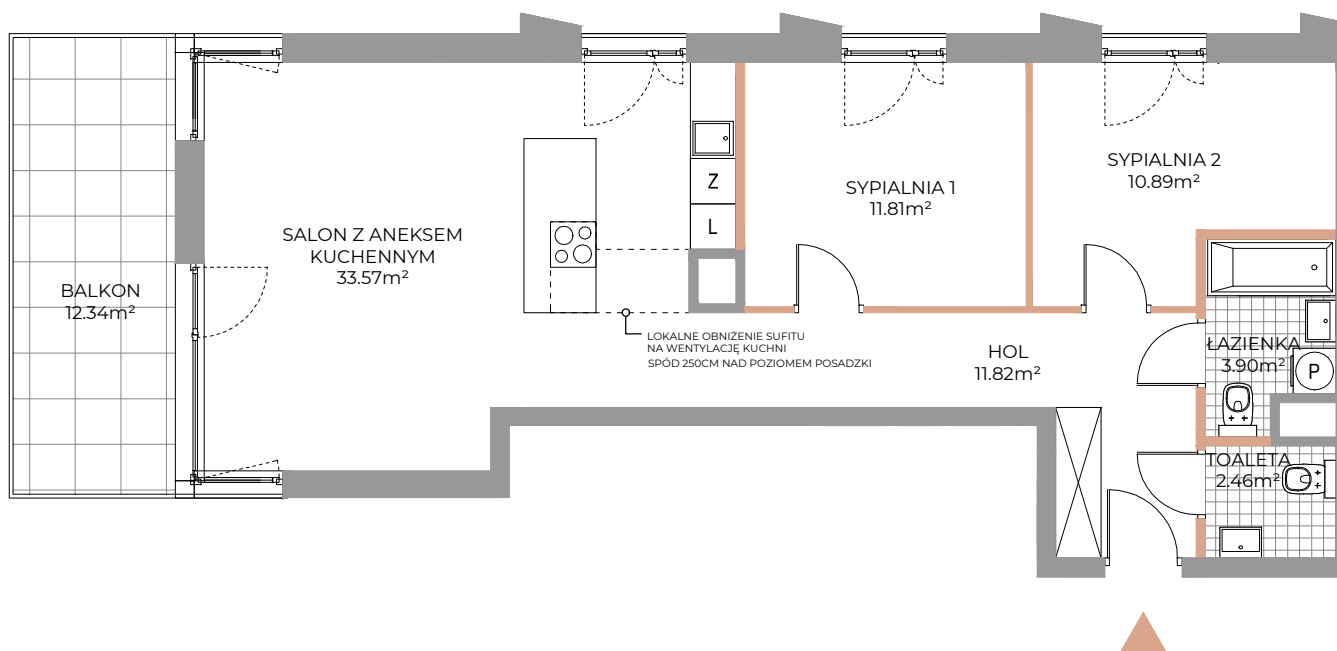 SYPIALNIA 2
10.89m²
SYPIALNIA 1
11.81m²
Z
L
SALON Z ANEKSEM
KUCHENNYM
33.57m²
BALKON
12.34m²
LOKALNE OBNIŻENIE SUFITU
NA WENTYLACJĘ KUCHNI
SPÓD 250CM NAD POZIOMEM POSADZKI
HOL
11.82m²
ŁAZIENKA
3.90m²
P
TOALETA
2.46m²